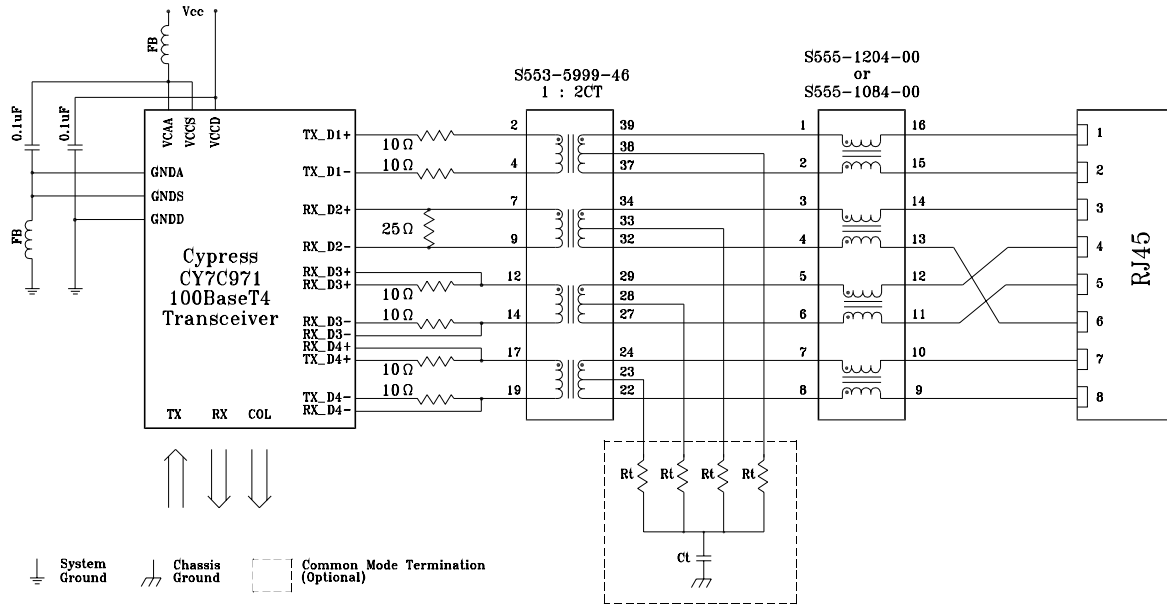 Vcc
FB
0.1uF
0.1uF
FB
VCAA
VCCS
VCCD
GNDA
GNDS
GNDD
Cypress
CY7C971
100BaseT4
Transceiver
TX RX COL
TX_D1+
TX_D1-
RX_D2+
RX_D2-
RX_D3+
RX_D3+
RX_D3-
RX_D3-
RX_D4+
TX_D4+
TX_D4-
RX_D4-
10Ω
10Ω
25Ω
10Ω
10Ω
10Ω
10Ω
S553-5999-46
1 : 2CT
2
4
7
9
12
14
17
19
39
38
37
34
33
32
29
28
27
24
23
22
S555-1204-00
or
S555-1084-00
1
2
3
4
5
6
7
8
16
15
14
13
12
11
10
9
1
2
3
4
5
6
7
8
RJ45
Rt Rt Rt Rt
Ct
System
Ground
Chassis
Ground
Common Mode Termination
(Optional)